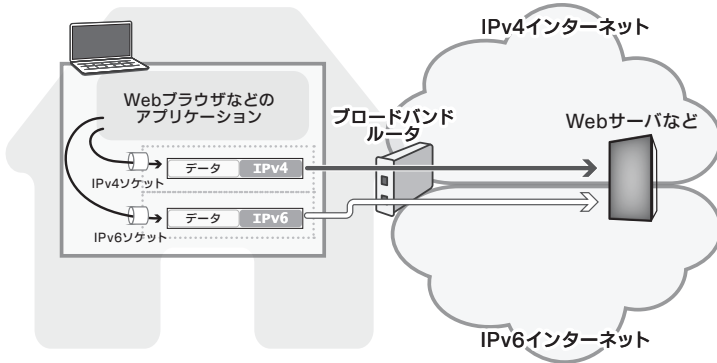 IPv4インターネット
Webブラウザなどの
アプリケーション
ブロードバンド
ルータ
Webサーバなど
データ IPv4
IPv4ソケット
データ IPv6
IPv6ソケット
IPv6インターネット